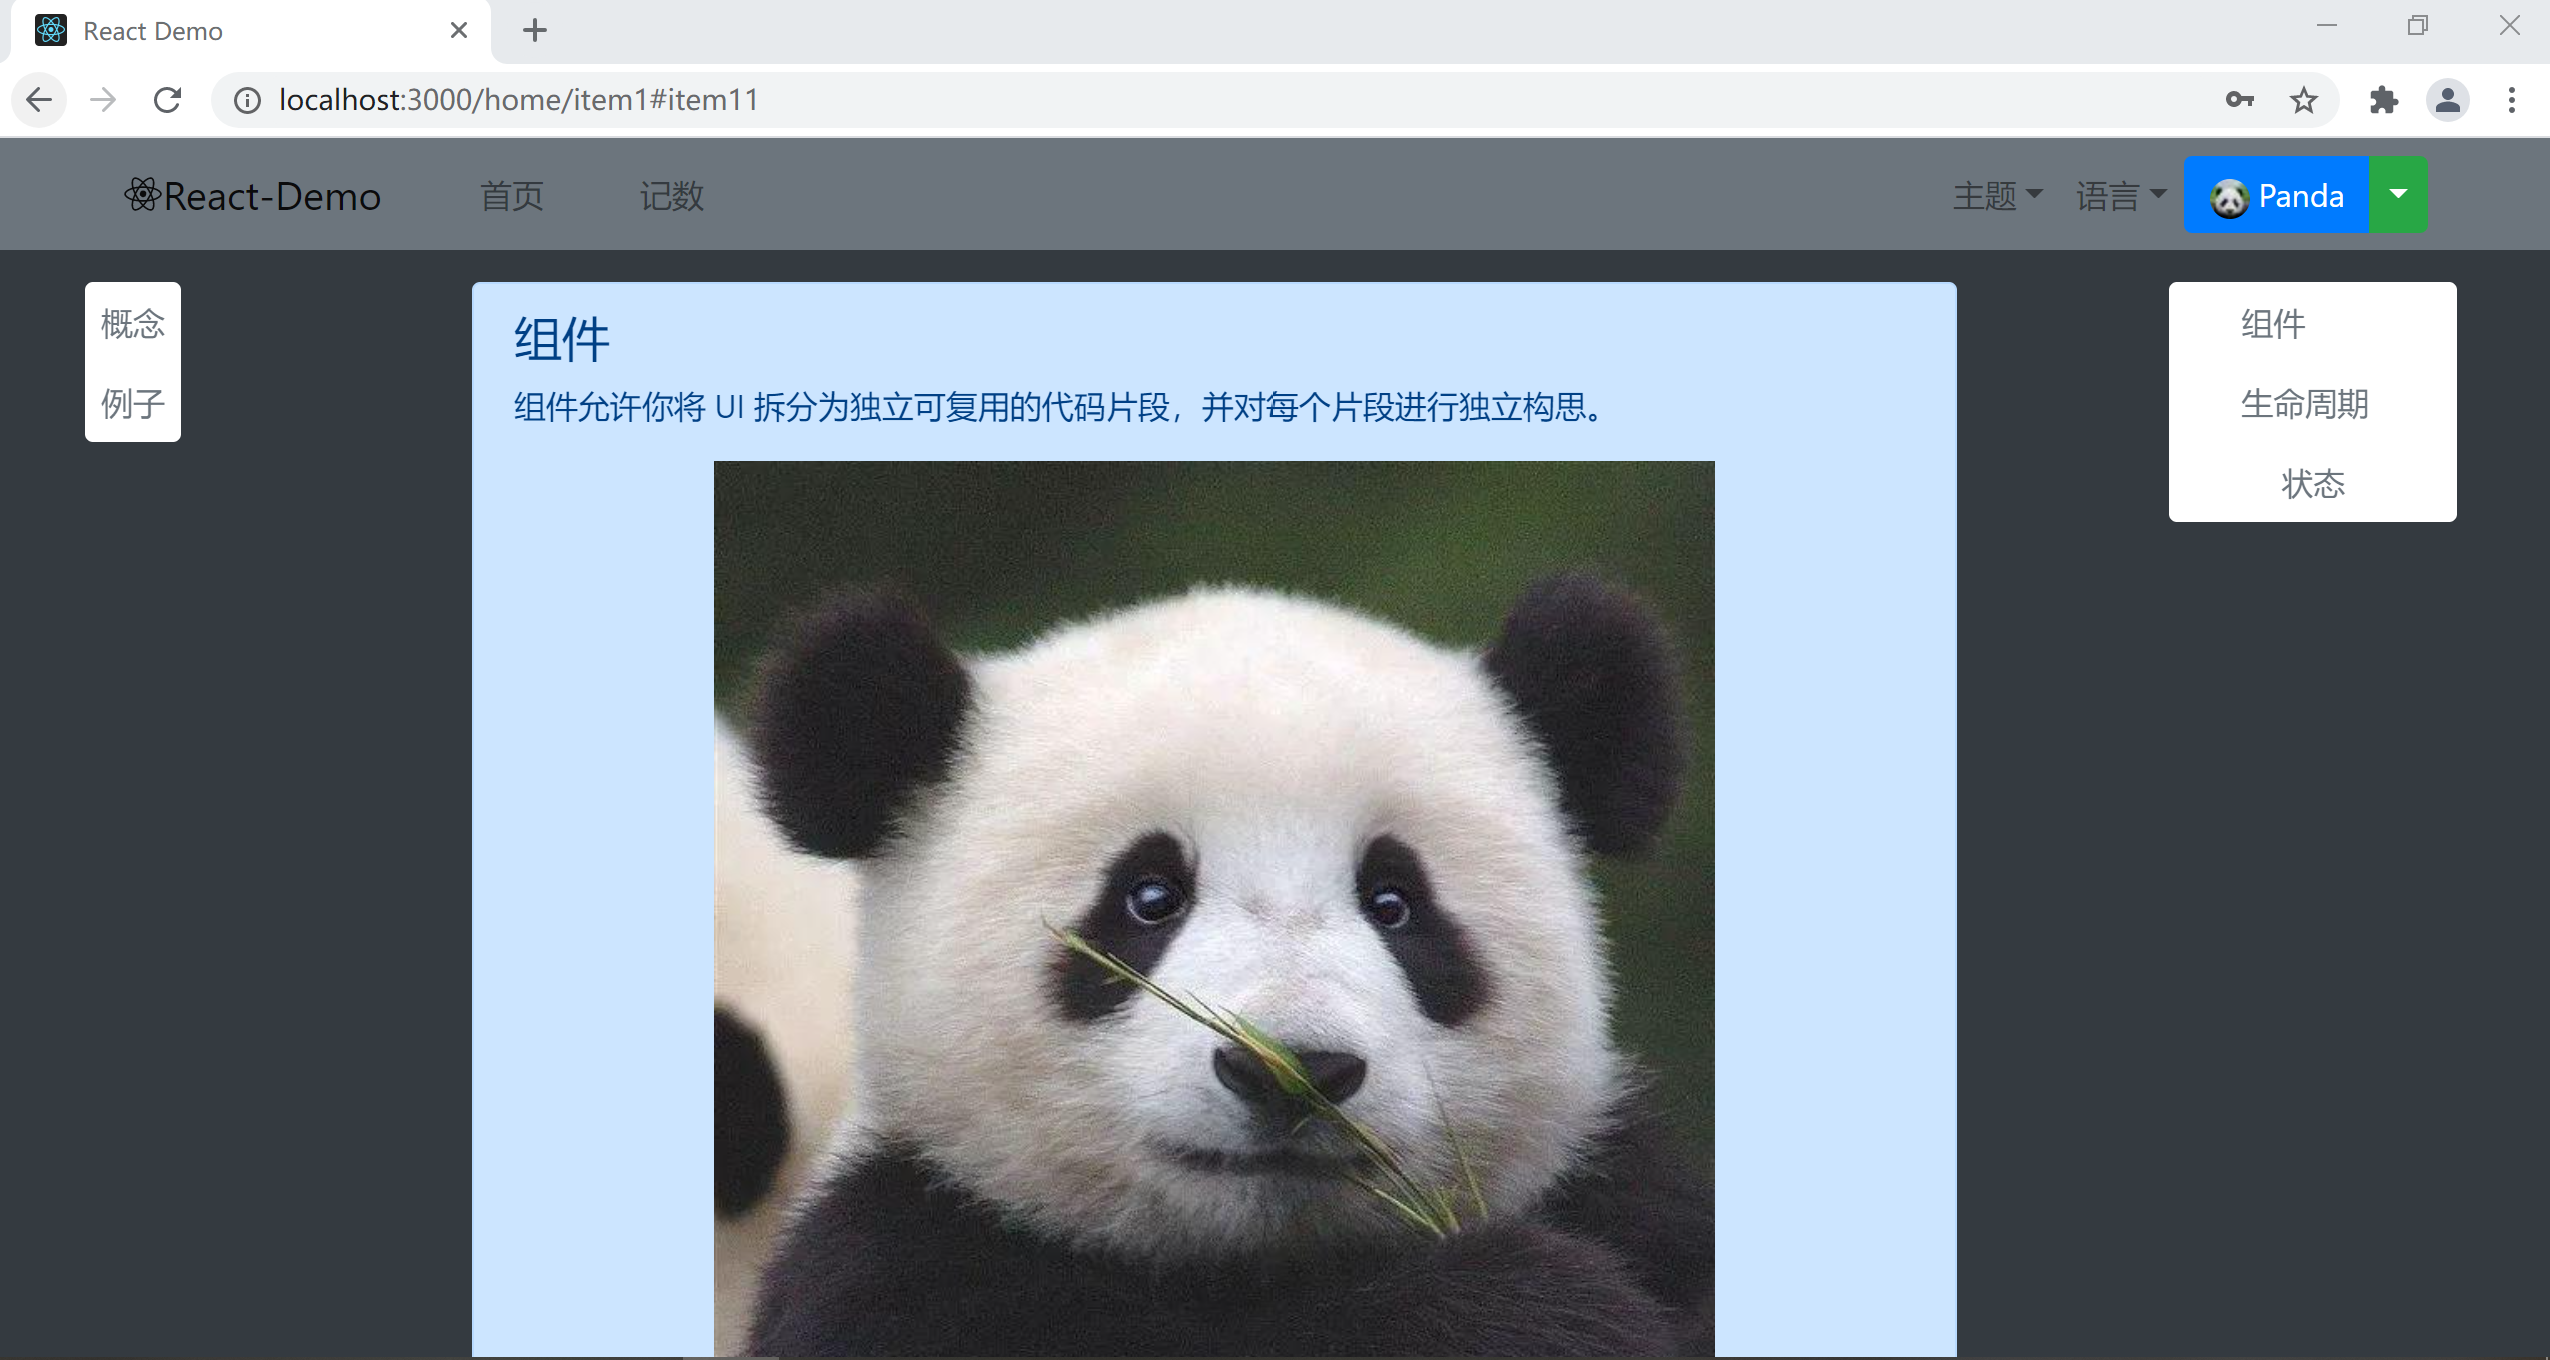 React Demo
localhost:3000/home/item1#item11
React-Demo 首页 记数 主题 语言 Panda
概念
例子
组件
组件允许你将 UI 拆分为独立可复用的代码片段，并对每个片段进行独立构思。
组件
生命周期
状态